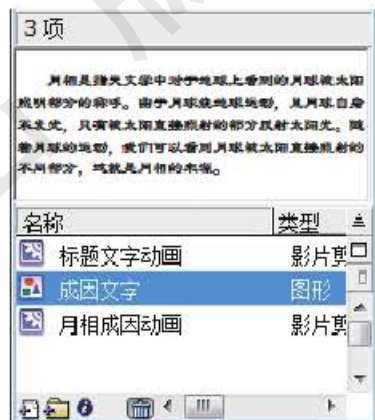 3项
月相是指天文学中对于地球上看到的月球被太阳
照明部分的称呼。由于月球绕地球运动，且月球自身
不发光，只有被太阳直接照射的部分反射太阳光。随
着月球的运动，我们可以看到月球被太阳直接照射的
不同部分，这就是月相的来源。
名称 类型
标题文字动画 影片剪
成因文字 图形
月相成因动画 影片剪